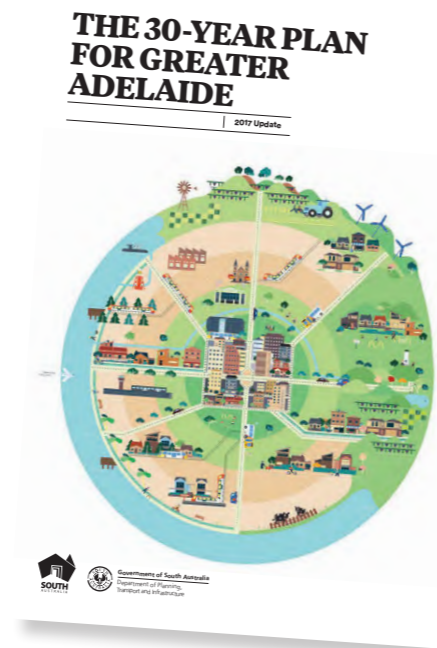 THE 30-YEAR PLAN
FOR GREATER
ADELAIDE
2017 Update
SOUTH
AUSTRALIA
Government of South Australia
Department of Planning,
Transport and Infrastructure